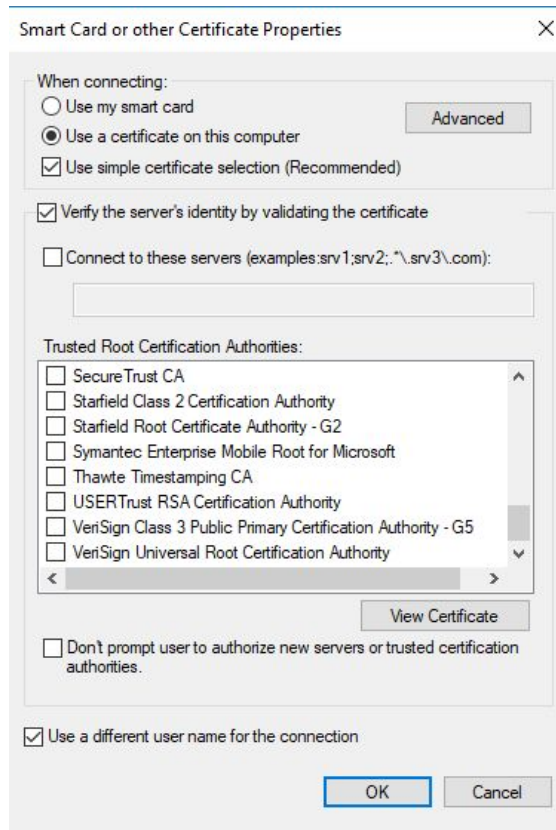 Smart Card or other Certificate Properties
When connecting:
Use my smart card
Advanced
Use a certificate on this computer
Use simple certificate selection (Recommended)
Verify the server's identity by validating the certificate
Connect to these servers (examples:srv1;srv2;.*\.srv3\.com):
Trusted Root Certification Authorities:
SecureTrust CA
Starfield Class 2 Certification Authority
Starfield Root Certificate Authority - G2
Symantec Enterprise Mobile Root for Microsoft
Thawte Timestamping CA
USERTrust RSA Certification Authority
VeriSign Class 3 Public Primary Certification Authority - G5
VeriSign Universal Root Certification Authority
View Certificate
Don't prompt user to authorize new servers or trusted certification
authorities.
Use a different user name for the connection
OK
Cancel